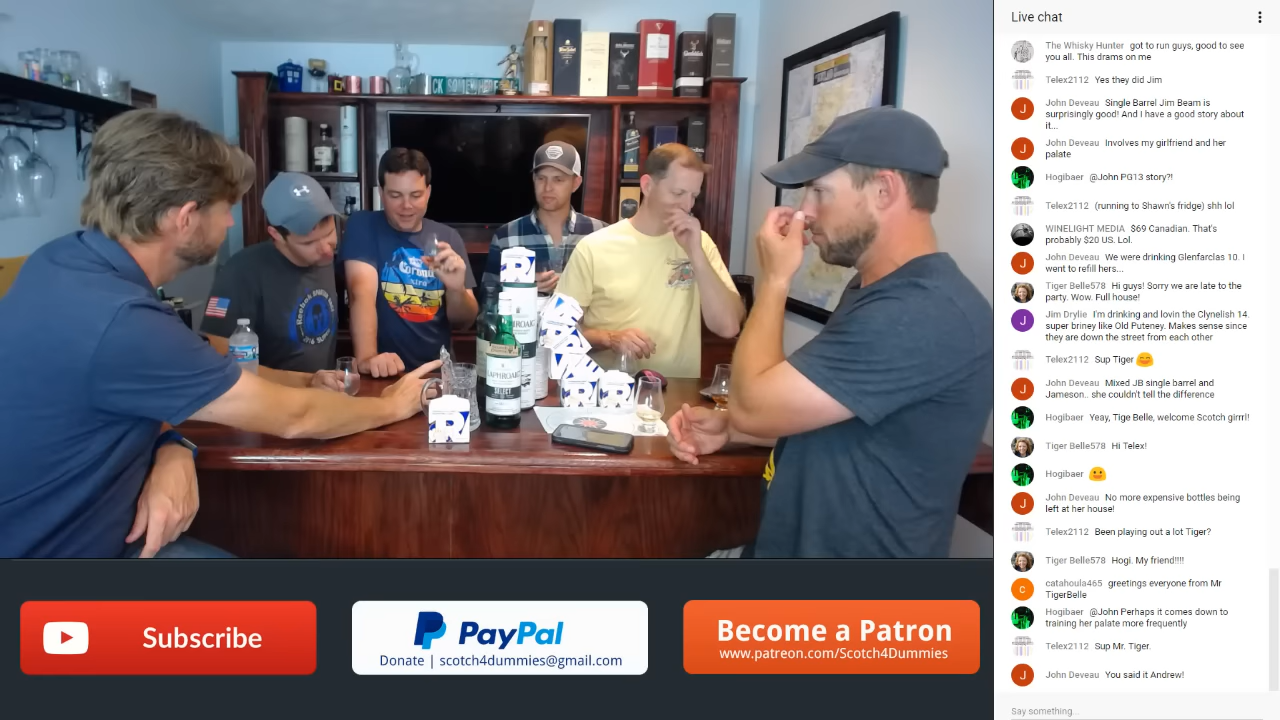 CK SOMEWHERE
Corona
Extra
Reebok
R
R
R
R
LAPHROAIG
LAPHROAIG
SELECT
Subscribe
PayPal
Donate | scotch4dummies@gmail.com
Become a Patron
www.patreon.com/Scotch4Dummies
Live chat
The Whisky Hunter got to run guys, good to see
you all. This drams on me
Telex2112 Yes they did Jim
John Deveau Single Barrel Jim Beam is
surprisingly good! And I have a good story about
it...
John Deveau Involves my girlfriend and her
palate
Hogibaer @John PG13 story?!
Telex2112 (running to Shawn's fridge) shh lol
WINELIGHT MEDIA $69 Canadian. That's
probably $20 US. Lol.
John Deveau We were drinking Glenfarclas 10. I
went to refill hers...
Tiger Belle578 Hi guys! Sorry we are late to the
party. Wow. Full house!
Jim Drylie I'm drinking and lovin the Clynelish 14.
super briney like Old Puteney. Makes sense since
they are down the street from each other
Telex2112 Sup Tiger 😊
John Deveau Mixed JB single barrel and
Jameson.. she couldn't tell the difference
Hogibaer Yeay, Tige Belle, welcome Scotch girrrl!
Tiger Belle578 Hi Telex!
Hogibaer 😃
John Deveau No more expensive bottles being
left at her house!
Telex2112 Been playing out a lot Tiger?
Tiger Belle578 Hogi. My friend!!!!
catahoula465 greetings everyone from Mr
TigerBelle
Hogibaer @John Perhaps it comes down to
training her palate more frequently
Telex2112 Sup Mr. Tiger.
John Deveau You said it Andrew!
Say something...